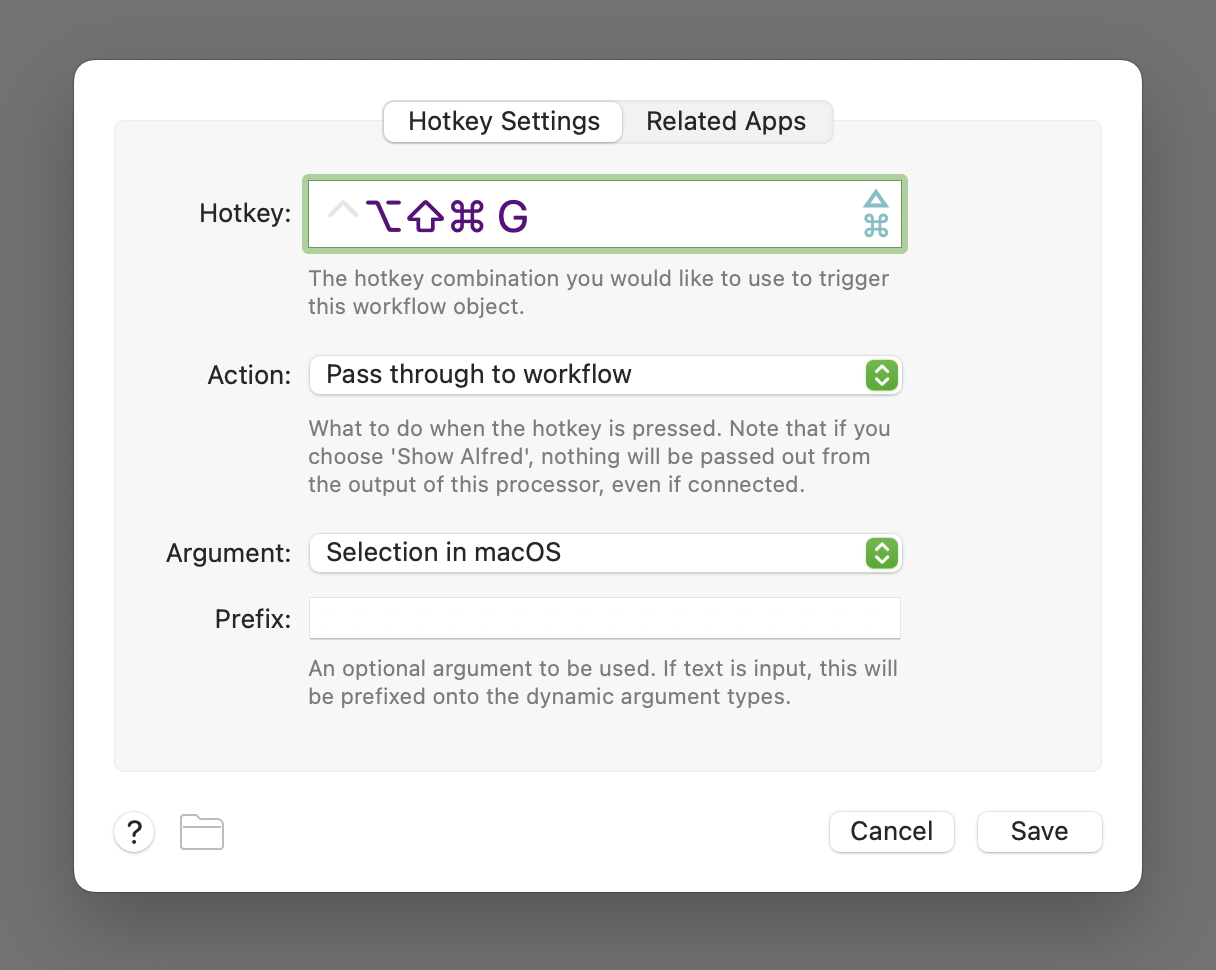 Hotkey Settings Related Apps
Hotkey: ^⌥⇧⌘ G
The hotkey combination you would like to use to trigger
this workflow object.
Action: Pass through to workflow
What to do when the hotkey is pressed. Note that if you
choose 'Show Alfred', nothing will be passed out from
the output of this processor, even if connected.
Argument: Selection in macOS
Prefix:
An optional argument to be used. If text is input, this will
be prefixed onto the dynamic argument types.
? Cancel Save